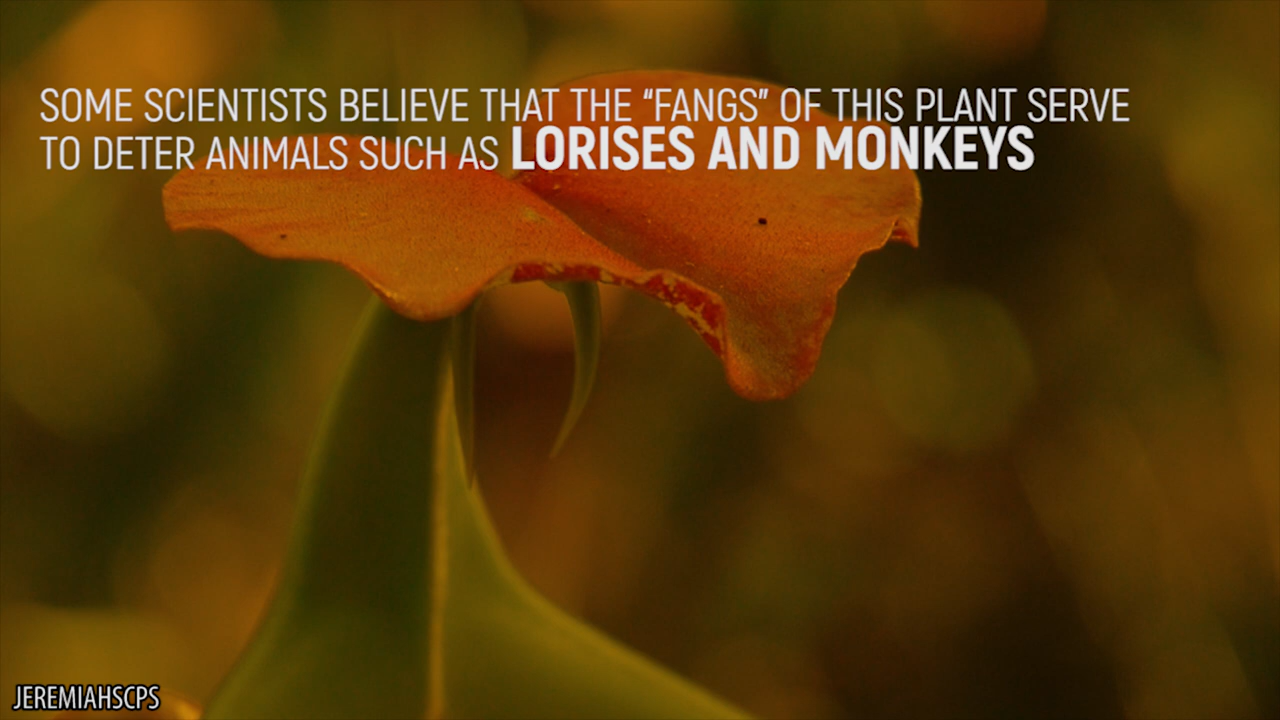 SOME SCIENTISTS BELIEVE THAT THE “FANGS” OF THIS PLANT SERVE
TO DETER ANIMALS SUCH AS LORISES AND MONKEYS
JEREMIAHSCPS